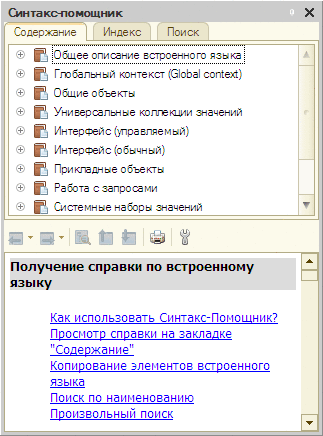 Синтакс-помощник
Содержание Индекс Поиск
Общее описание встроенного языка
Глобальный контекст (Global context)
Общие объекты
Универсальные коллекции значений
Интерфейс (управляемый)
Интерфейс (обычный)
Прикладные объекты
Работа с запросами
Системные наборы значений
Получение справки по встроенному
языку
Как использовать Синтакс-Помощник?
Просмотр справки на закладке
"Содержание"
Копирование элементов встроенного
языка
Поиск по наименованию
Произвольный поиск